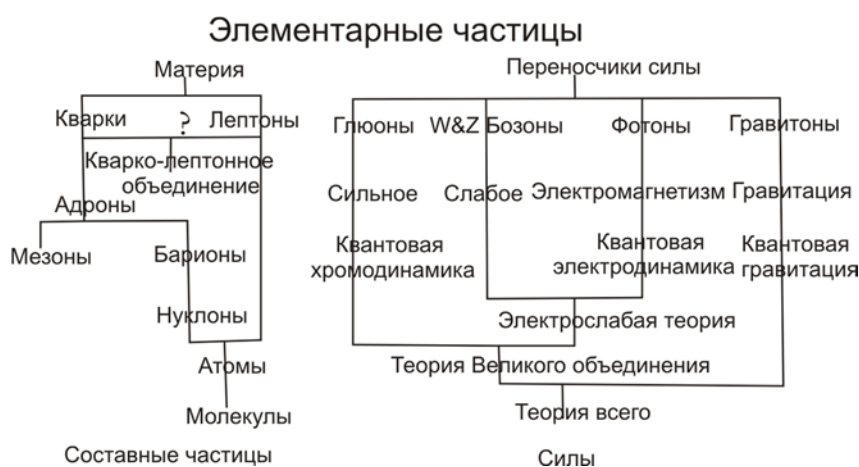 Элементарные частицы
Материя
Переносчики силы
Кварки ? Лептоны
Глюоны W&Z Бозоны Фотоны Гравитоны
Кварко-лептонное
объединение
Сильное Слабое Электромагнетизм Гравитация
Адроны
Мезоны Барионы
Квантовая
хромодинамика
Квантовая
электродинамика
Квантовая
гравитация
Нуклоны
Электрослабая теория
Атомы
Теория Великого объединения
Молекулы
Теория всего
Составные частицы
Силы